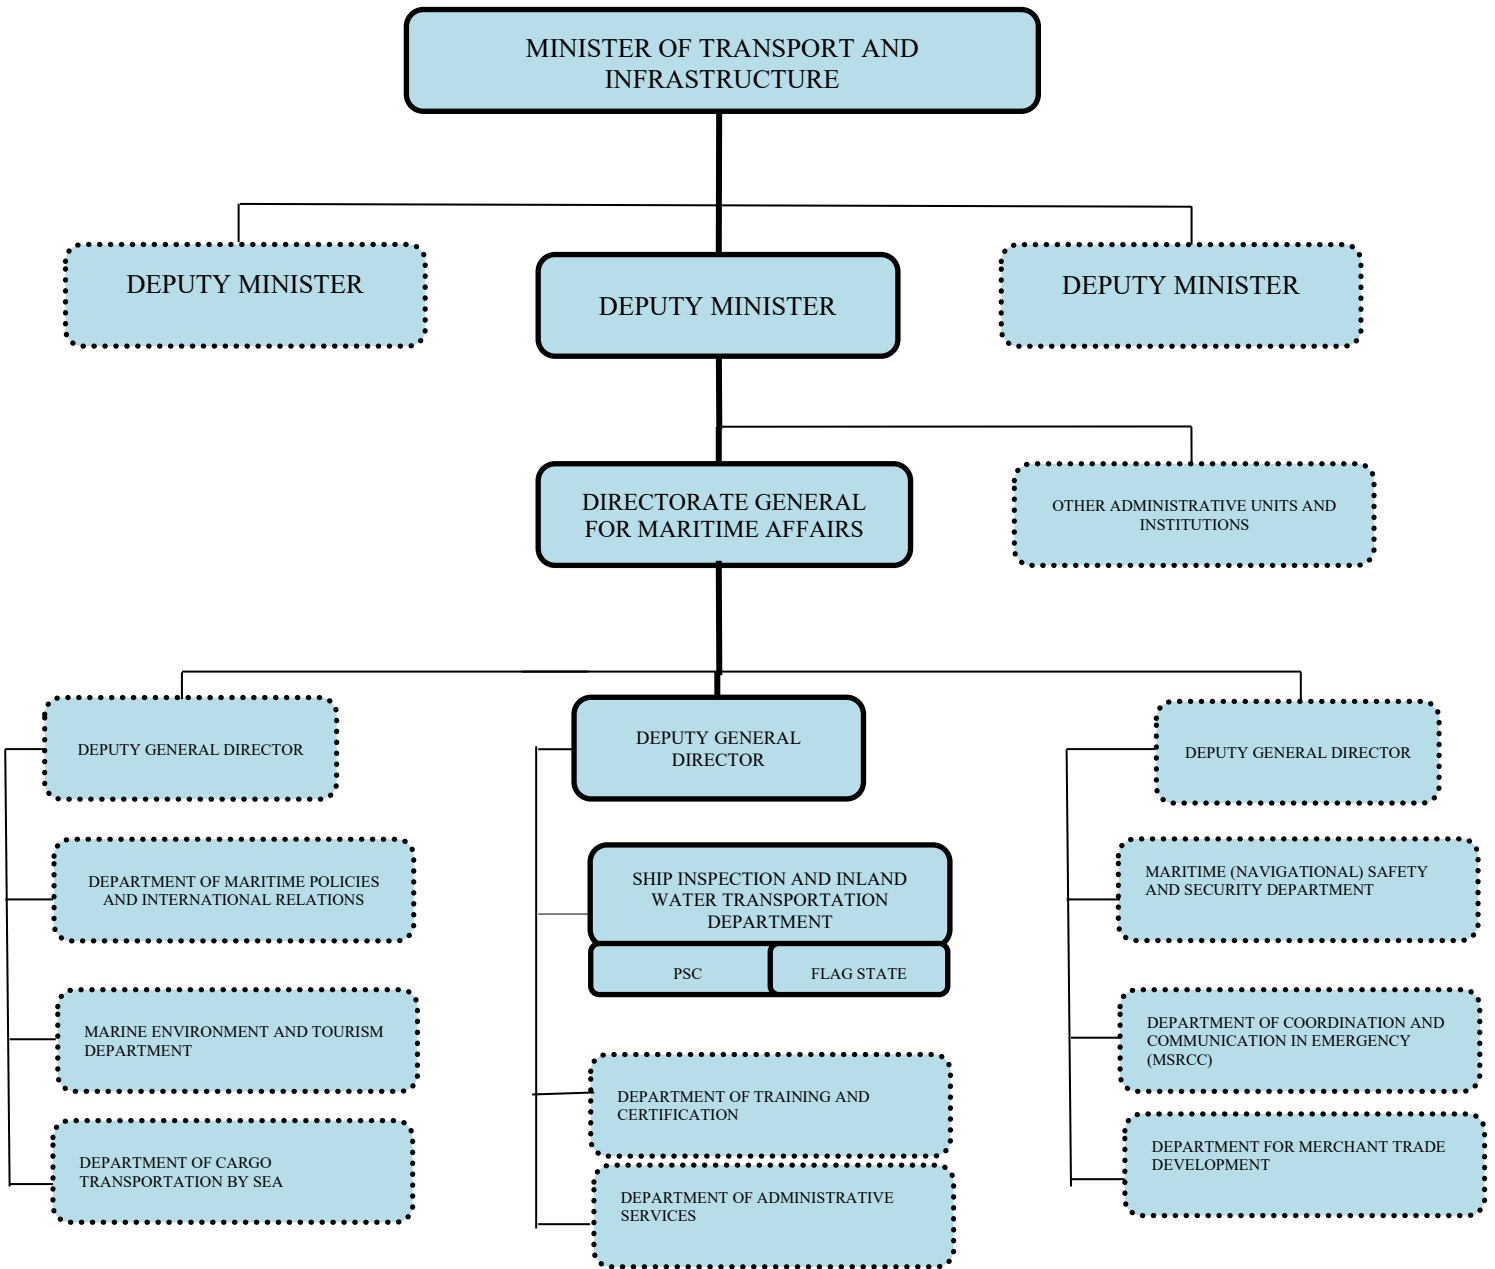 MINISTER OF TRANSPORT AND
INFRASTRUCTURE
DEPUTY MINISTER
DEPUTY MINISTER
DEPUTY MINISTER
DIRECTORATE GENERAL
FOR MARITIME AFFAIRS
OTHER ADMINISTRATIVE UNITS AND
INSTITUTIONS
DEPUTY GENERAL DIRECTOR
DEPUTY GENERAL
DIRECTOR
DEPUTY GENERAL DIRECTOR
DEPARTMENT OF MARITIME POLICIES
AND INTERNATIONAL RELATIONS
SHIP INSPECTION AND INLAND
WATER TRANSPORTATION
DEPARTMENT
PSC
FLAG STATE
MARITIME (NAVIGATIONAL) SAFETY
AND SECURITY DEPARTMENT
MARINE ENVIRONMENT AND TOURISM
DEPARTMENT
DEPARTMENT OF TRAINING AND
CERTIFICATION
DEPARTMENT OF COORDINATION AND
COMMUNICATION IN EMERGENCY
(MSRCC)
DEPARTMENT OF CARGO
TRANSPORTATION BY SEA
DEPARTMENT OF ADMINISTRATIVE
SERVICES
DEPARTMENT FOR MERCHANT TRADE
DEVELOPMENT